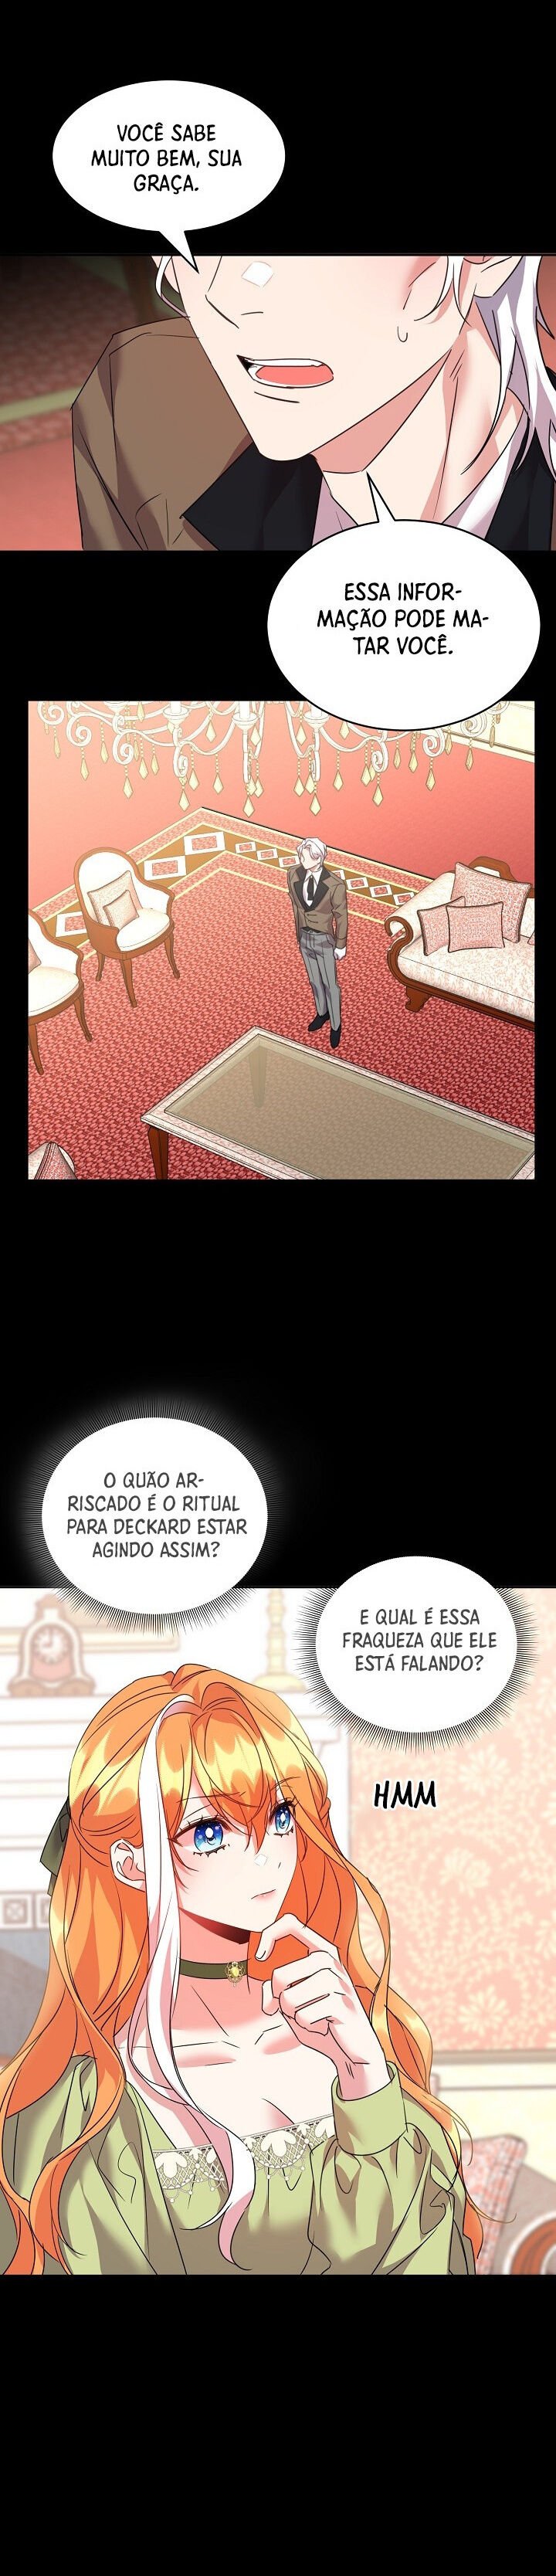 VOCÊ SABE
MUITO BEM, SUA
GRAÇA.
ESSA INFOR-
MAÇÃO PODE MA-
TAR VOCÊ.
O QUÃO AR-
RISCADO É O RITUAL
PARA DECKARD ESTAR
AGINDO ASSIM?
E QUAL É ESSA
FRAQUEZA QUE ELE
ESTÁ FALANDO?
HMM